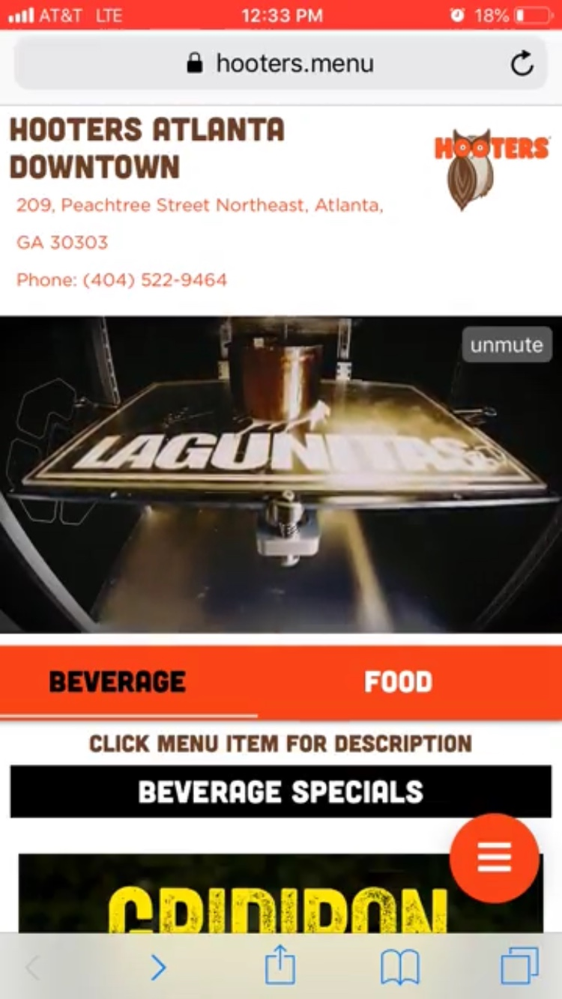 AT&T LTE 12:33 PM 18%
hooters.menu
HOOTERS ATLANTA
DOWNTOWN
HOOTERS
209, Peachtree Street Northeast, Atlanta,
GA 30303
Phone: (404) 522-9464
unmute
LAGUNITAS
BEVERAGE FOOD
CLICK MENU ITEM FOR DESCRIPTION
BEVERAGE SPECIALS
GRIDIRON